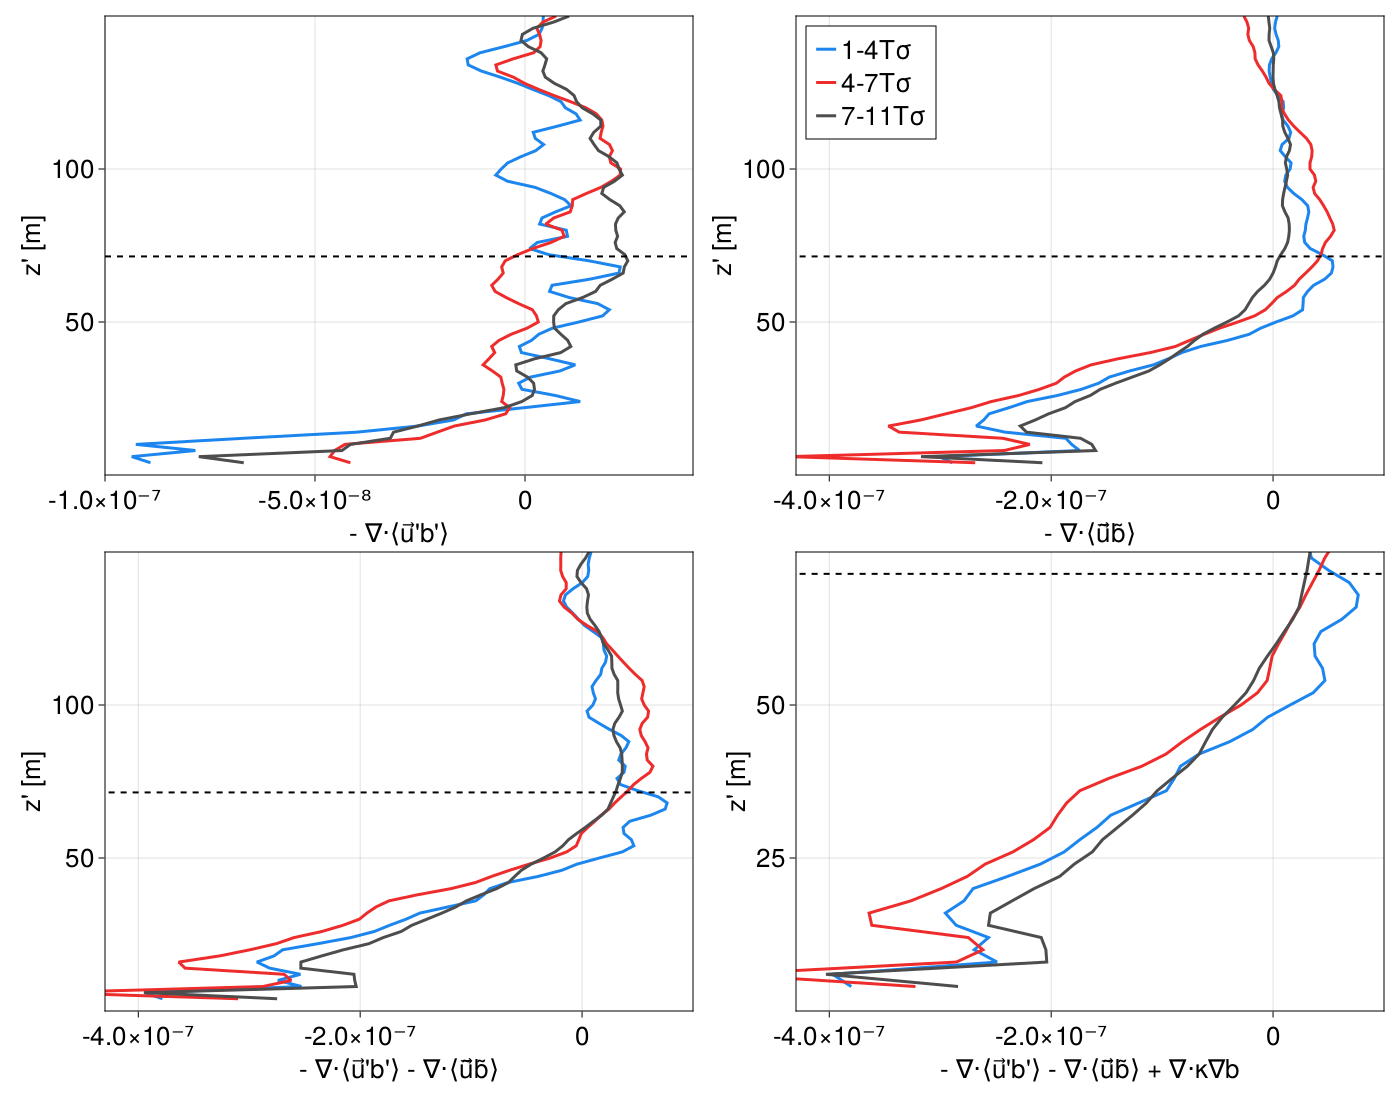 z' [m]
100
50
-1.0×10⁻⁷
-5.0×10⁻⁸
0
- ∇⋅⟨u⃗'b'⟩
1-4Tσ
4-7Tσ
7-11Tσ
z' [m]
100
50
-4.0×10⁻⁷
-2.0×10⁻⁷
0
- ∇⋅⟨u⃗̃b̃⟩
z' [m]
100
50
-4.0×10⁻⁷
-2.0×10⁻⁷
0
- ∇⋅⟨u⃗'b'⟩ - ∇⋅⟨u⃗̃b̃⟩
z' [m]
50
25
-4.0×10⁻⁷
-2.0×10⁻⁷
0
- ∇⋅⟨u⃗'b'⟩ - ∇⋅⟨u⃗̃b̃⟩ + ∇⋅κ∇b